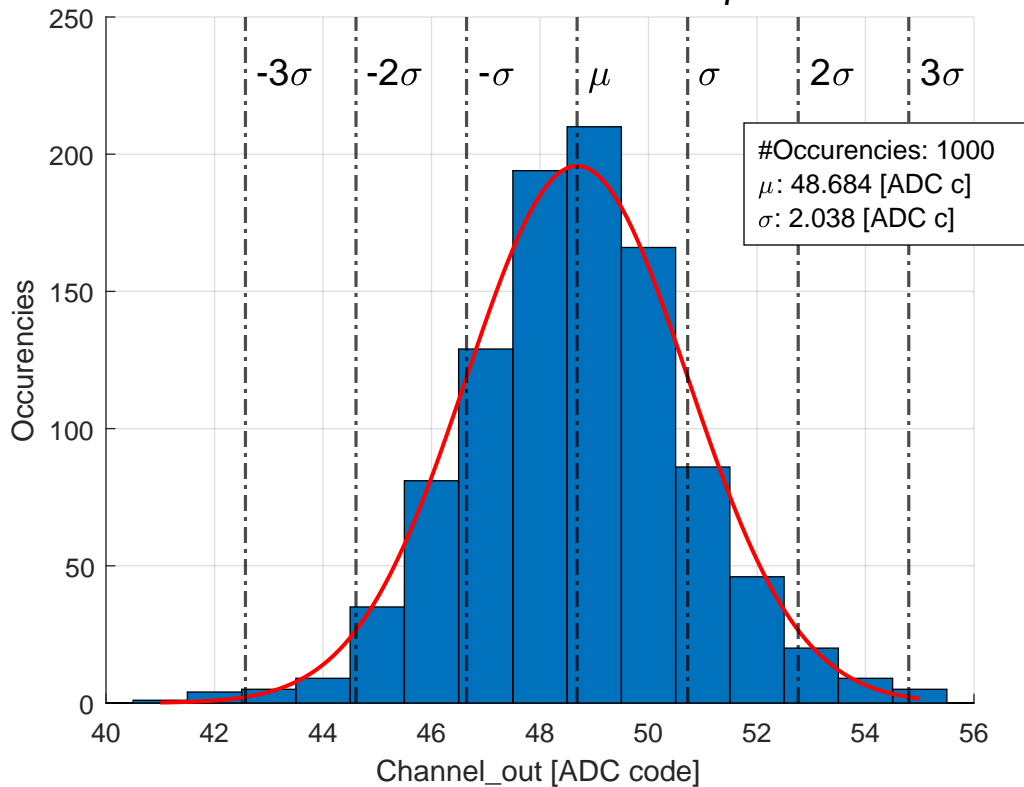 250
200
150
100
50
0
-3σ -2σ -σ μ σ 2σ 3σ
#Occurencies: 1000
μ: 48.684 [ADC c]
σ: 2.038 [ADC c]
Occurencies
40 42 44 46 48 50 52 54 56
Channel_out [ADC code]